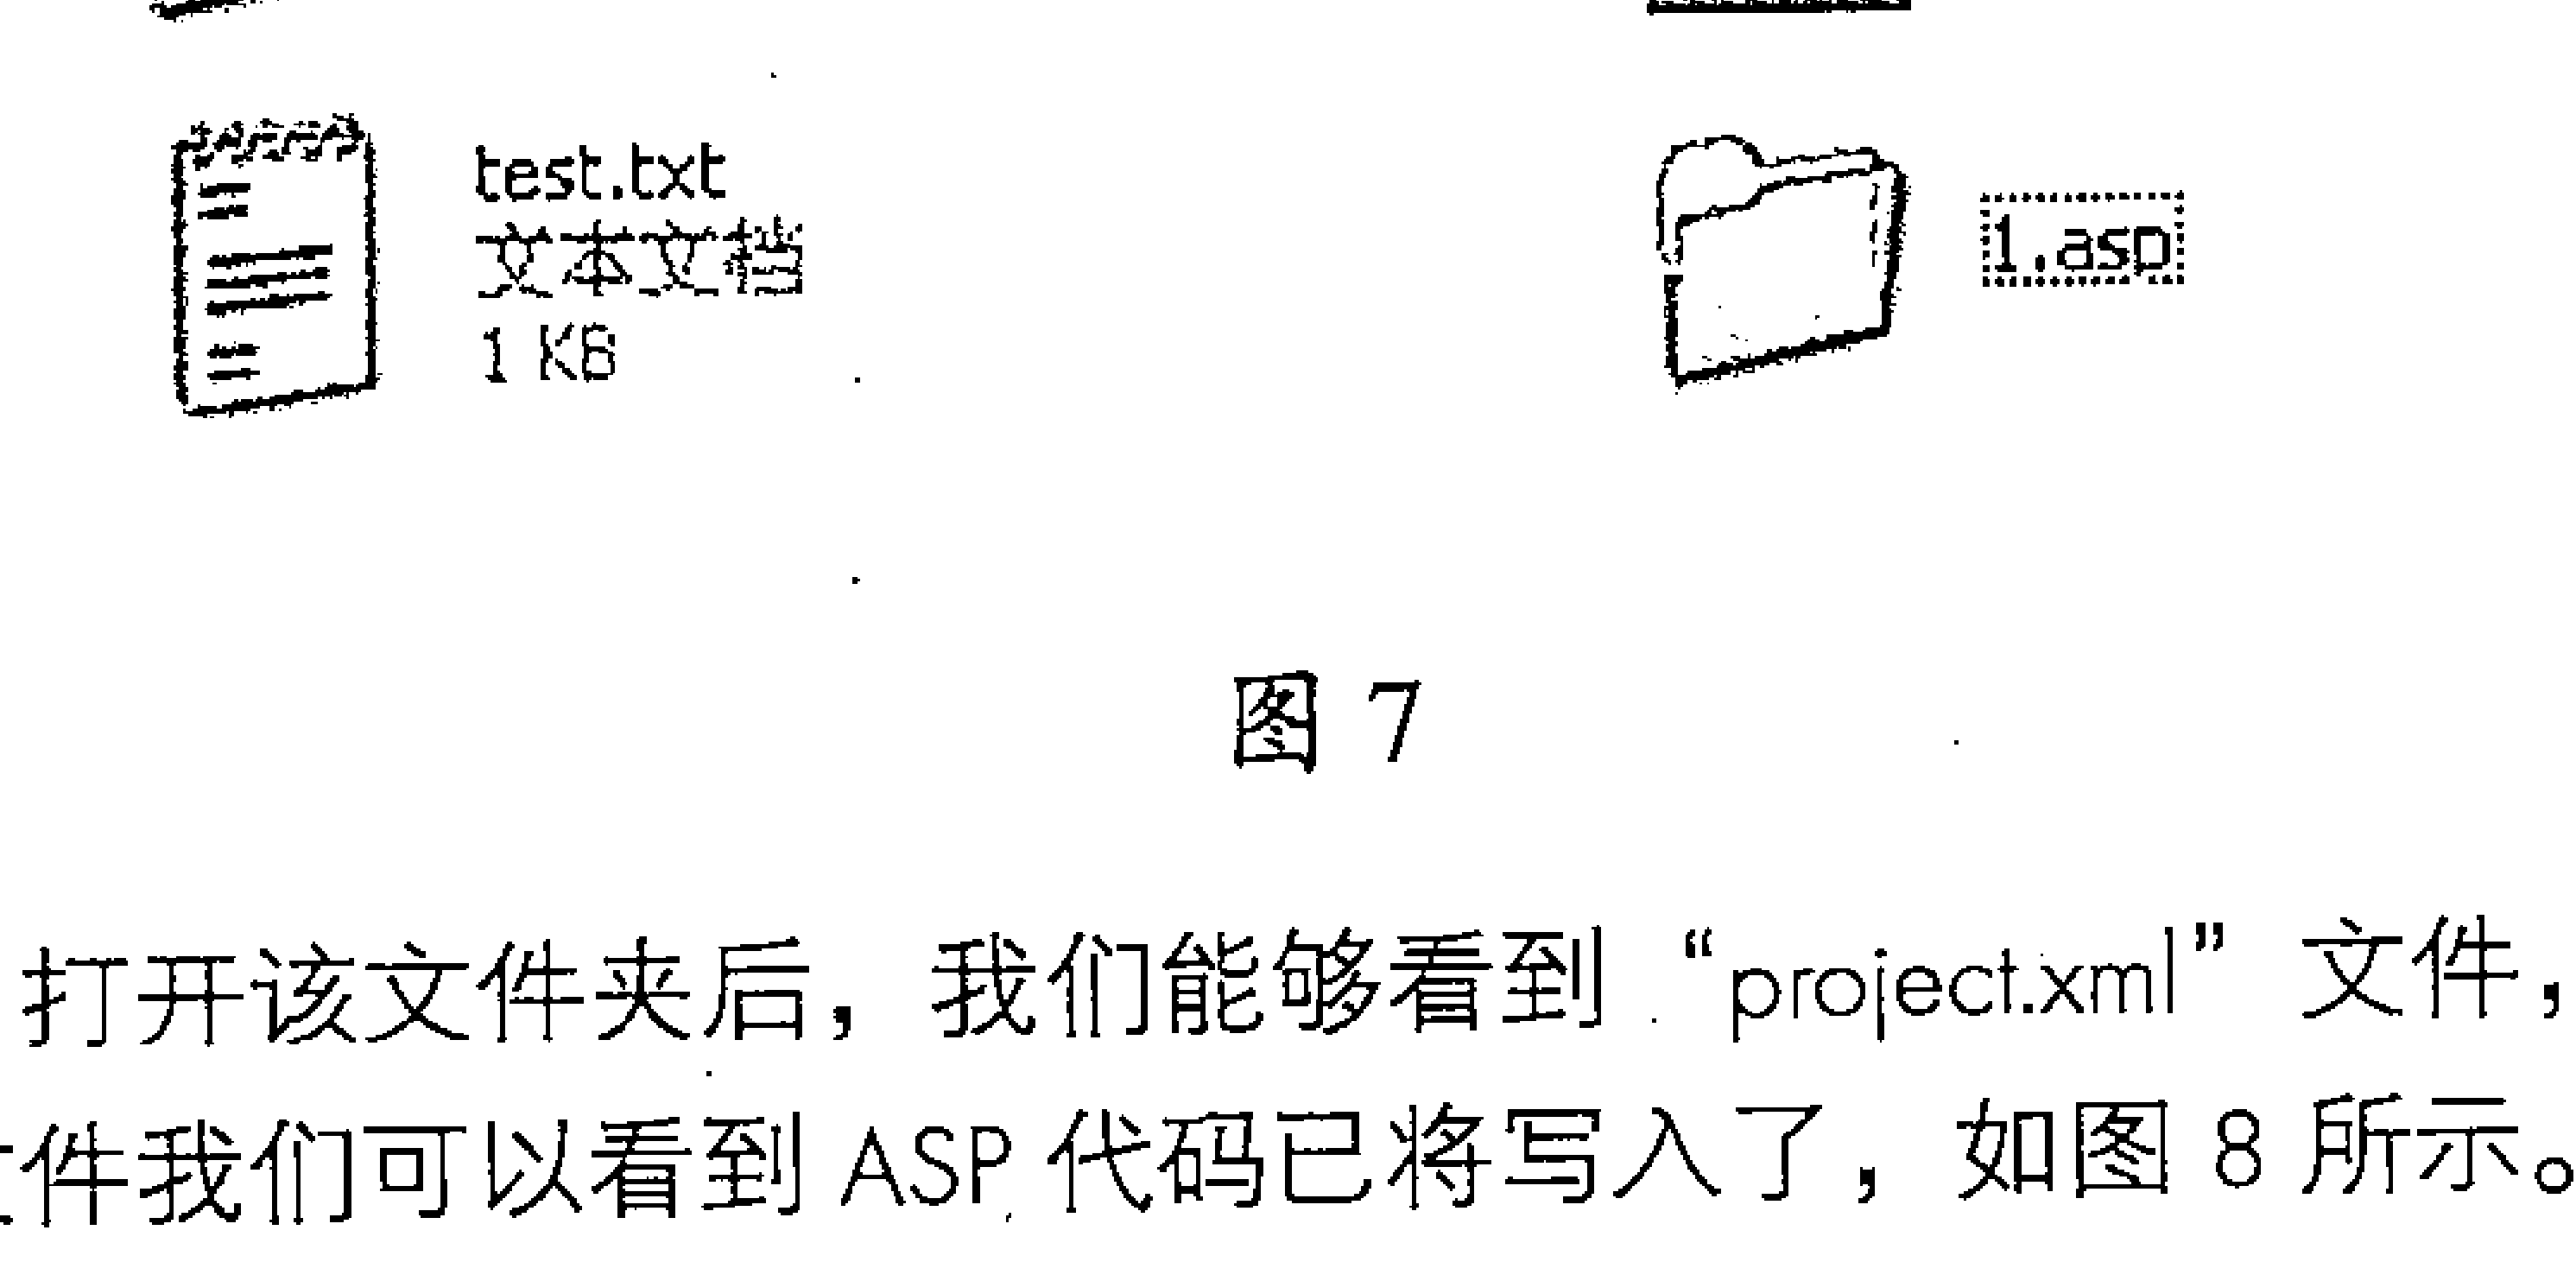 test.txt
文本文档
1 KB
1.asp
图 7
打开该文件夹后，我们能够看到“project.xml”文件，
件我们可以看到 ASP 代码已将写入了，如图 8 所示。